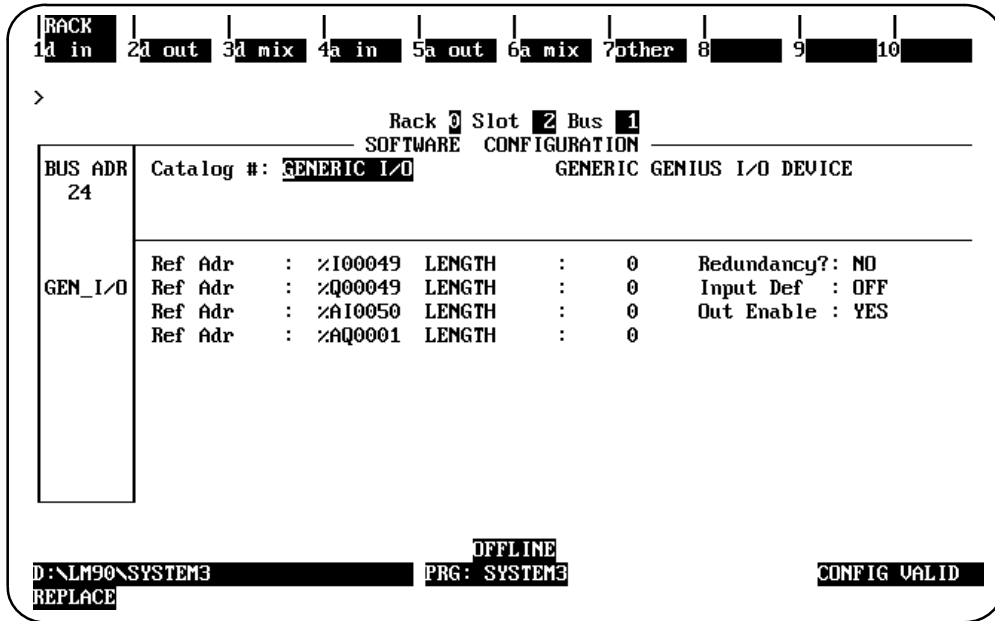 RACK
1d in 2d out 3d mix 4a in 5a out 6a mix 7other 8 9 10
>
Rack 0 Slot 2 Bus 1
SOFTWARE CONFIGURATION
BUS ADR Catalog #: GENERIC I/O GENERIC GENIUS I/O DEVICE
24
Ref Adr : %I00049 LENGTH : 0 Redundancy?: NO
GEN_I/O Ref Adr : %Q00049 LENGTH : 0 Input Def : OFF
Ref Adr : %AI0050 LENGTH : 0 Out Enable : YES
Ref Adr : %AQ0001 LENGTH : 0
OFFLINE
D:\LM90\SYSTEM3 PRG: SYSTEM3 CONFIG VALID
REPLACE